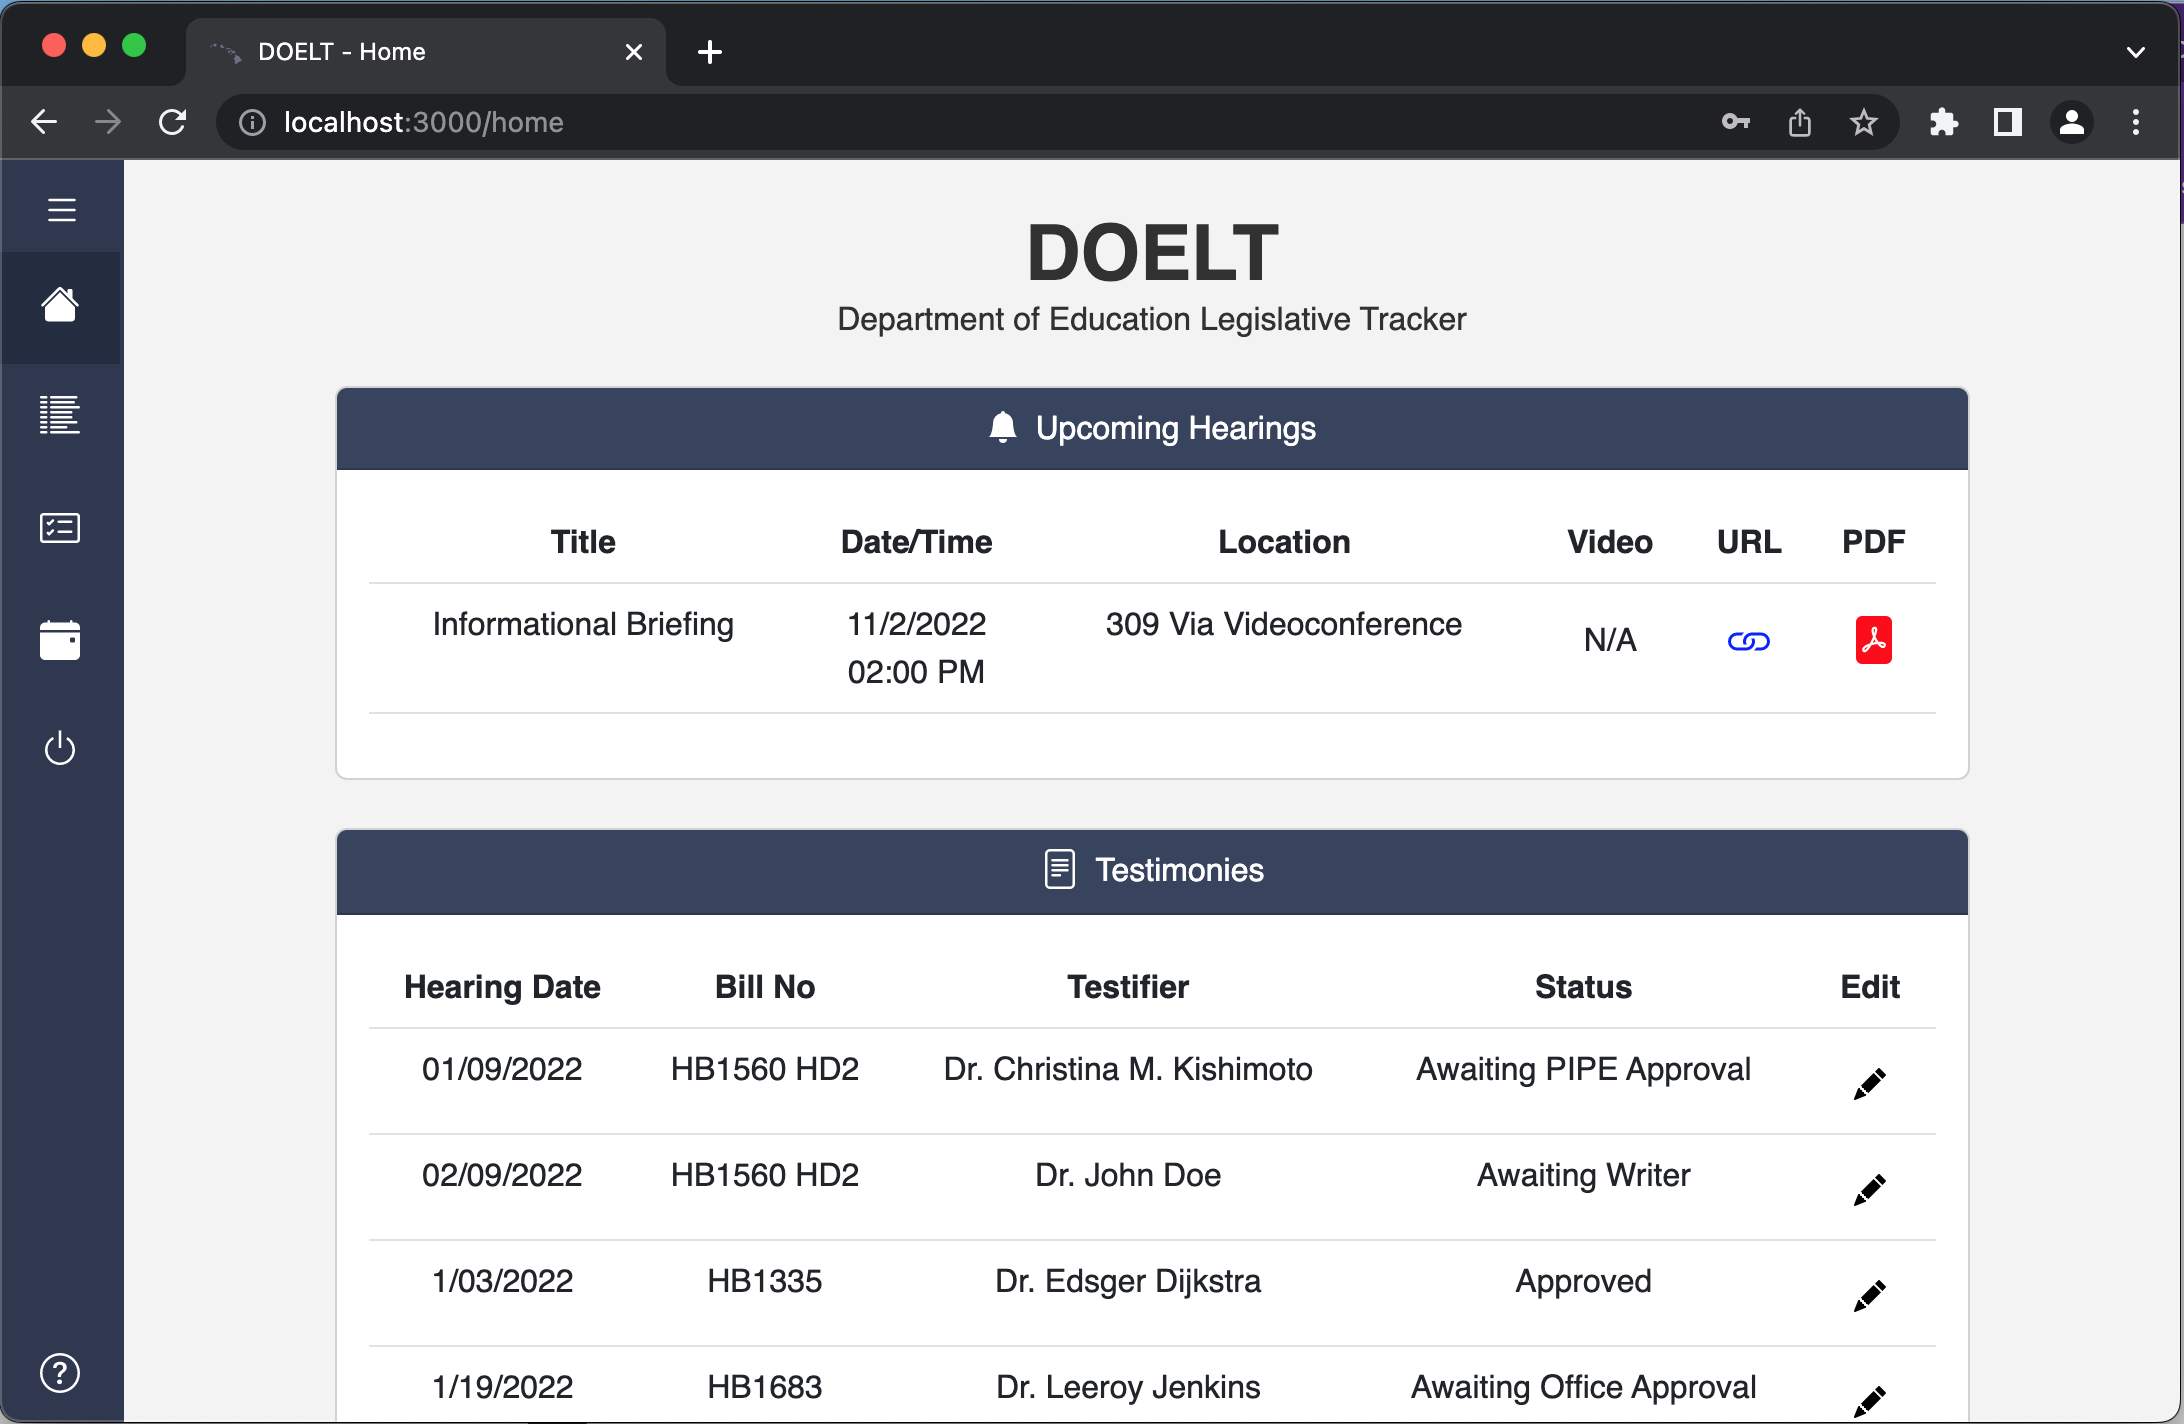 DOELT - Home
localhost:3000/home
DOELT
Department of Education Legislative Tracker
Upcoming Hearings
Title Date/Time Location Video URL PDF
Informational Briefing 11/2/2022 309 Via Videoconference N/A
02:00 PM
Testimonies
Hearing Date Bill No Testifier Status Edit
01/09/2022 HB1560 HD2 Dr. Christina M. Kishimoto Awaiting PIPE Approval
02/09/2022 HB1560 HD2 Dr. John Doe Awaiting Writer
1/03/2022 HB1335 Dr. Edsger Dijkstra Approved
1/19/2022 HB1683 Dr. Leeroy Jenkins Awaiting Office Approval